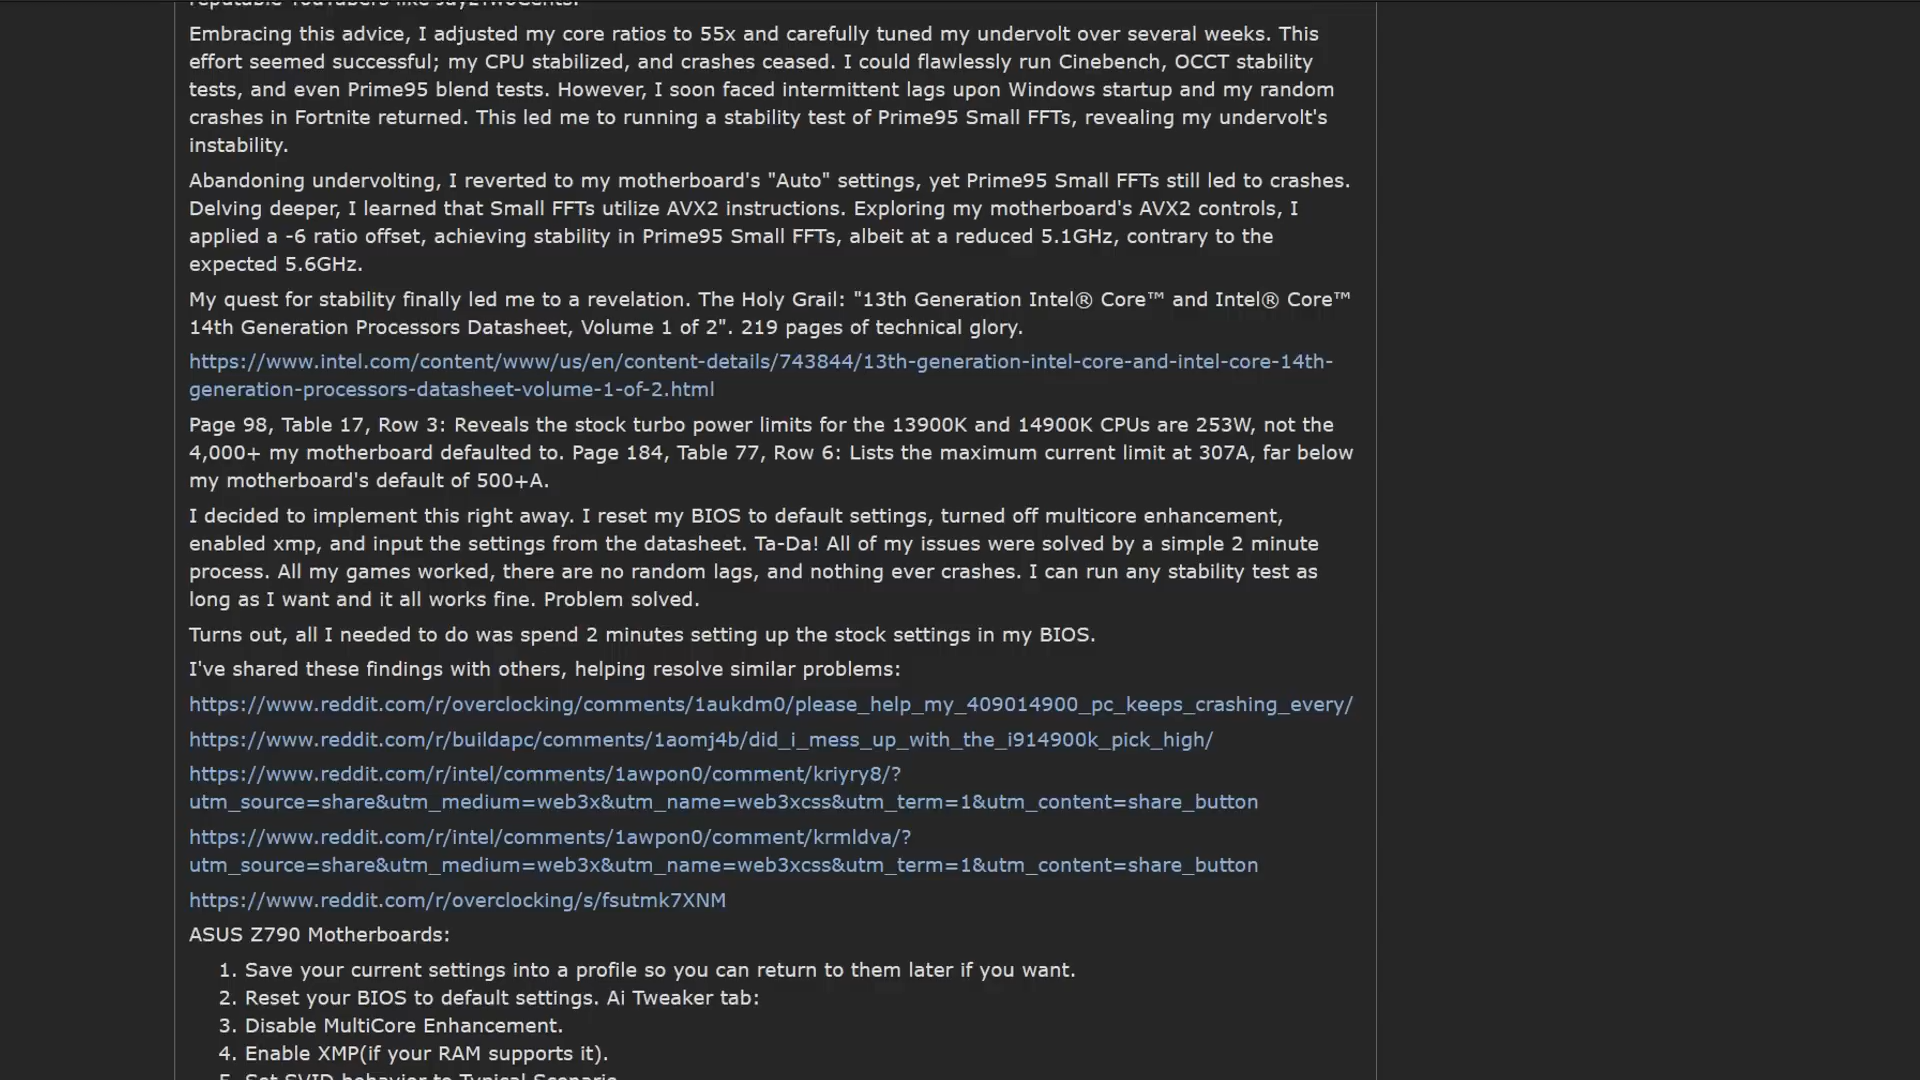 reputable YouTubers like JayzTwoCents.
Embracing this advice, I adjusted my core ratios to 55x and carefully tuned my undervolt over several weeks. This
effort seemed successful; my CPU stabilized, and crashes ceased. I could flawlessly run Cinebench, OCCT stability
tests, and even Prime95 blend tests. However, I soon faced intermittent lags upon Windows startup and my random
crashes in Fortnite returned. This led me to running a stability test of Prime95 Small FFTs, revealing my undervolt's
instability.
Abandoning undervolting, I reverted to my motherboard's "Auto" settings, yet Prime95 Small FFTs still led to crashes.
Delving deeper, I learned that Small FFTs utilize AVX2 instructions. Exploring my motherboard's AVX2 controls, I
applied a -6 ratio offset, achieving stability in Prime95 Small FFTs, albeit at a reduced 5.1GHz, contrary to the
expected 5.6GHz.
My quest for stability finally led me to a revelation. The Holy Grail: "13th Generation Intel® Core™ and Intel® Core™
14th Generation Processors Datasheet, Volume 1 of 2". 219 pages of technical glory.
https://www.intel.com/content/www/us/en/content-details/743844/13th-generation-intel-core-and-intel-core-14th-
generation-processors-datasheet-volume-1-of-2.html
Page 98, Table 17, Row 3: Reveals the stock turbo power limits for the 13900K and 14900K CPUs are 253W, not the
4,000+ my motherboard defaulted to. Page 184, Table 77, Row 6: Lists the maximum current limit at 307A, far below
my motherboard's default of 500+A.
I decided to implement this right away. I reset my BIOS to default settings, turned off multicore enhancement,
enabled xmp, and input the settings from the datasheet. Ta-Da! All of my issues were solved by a simple 2 minute
process. All my games worked, there are no random lags, and nothing ever crashes. I can run any stability test as
long as I want and it all works fine. Problem solved.
Turns out, all I needed to do was spend 2 minutes setting up the stock settings in my BIOS.
I've shared these findings with others, helping resolve similar problems:
https://www.reddit.com/r/overclocking/comments/1aukdm0/please_help_my_409014900_pc_keeps_crashing_every/
https://www.reddit.com/r/buildapc/comments/1aomj4b/did_i_mess_up_with_the_i914900k_pick_high/
https://www.reddit.com/r/intel/comments/1awpon0/comment/kriyry8/?
utm_source=share&utm_medium=web3x&utm_name=web3xcss&utm_term=1&utm_content=share_button
https://www.reddit.com/r/intel/comments/1awpon0/comment/krmldva/?
utm_source=share&utm_medium=web3x&utm_name=web3xcss&utm_term=1&utm_content=share_button
https://www.reddit.com/r/overclocking/s/fsutmk7XNM
ASUS Z790 Motherboards:
1. Save your current settings into a profile so you can return to them later if you want.
2. Reset your BIOS to default settings. Ai Tweaker tab:
3. Disable MultiCore Enhancement.
4. Enable XMP(if your RAM supports it).
5. Set SVID behavior to Typical Scenario